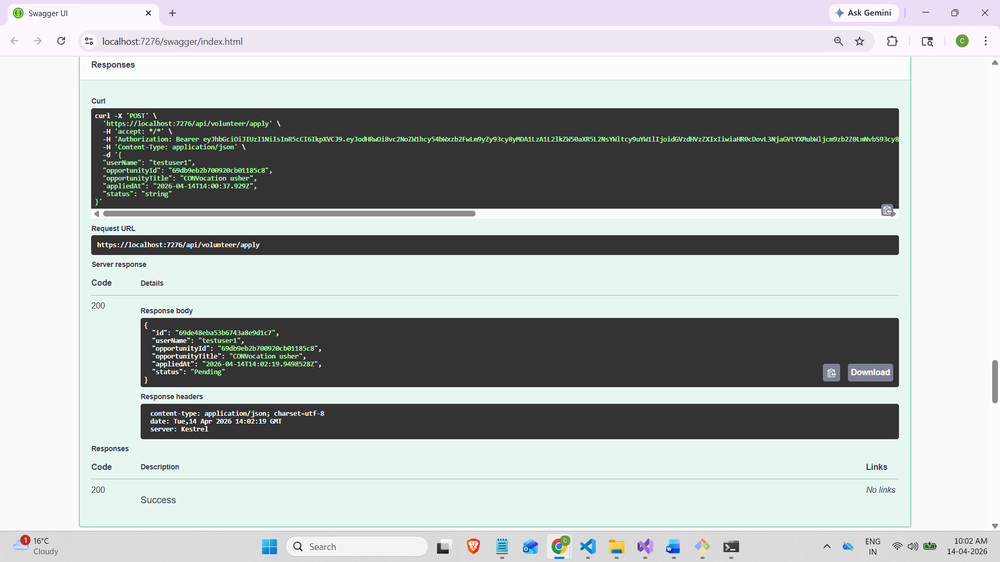 Swagger UI
Ask Gemini
localhost:7276/swagger/index.html
C
Responses
Curl
curl -X 'POST' \
'https://localhost:7276/api/volunteer/apply' \
-H 'accept: */*' \
-H 'Authorization: Bearer
-H 'Content-Type: application/json' \
-d '{
"userName": "testuser1",
"opportunityId": "69db9eb2b700920cb01185c8",
"opportunityTitle": "CONVocation usher",
"appliedAt": "2026-04-14T14:00:37.929Z",
"status": "string"
}'
Request URL
https://localhost:7276/api/volunteer/apply
Server response
Code Details
200
Response body
{
"id": "69de48eba53b6743a8e9d1c7",
"userName": "testuser1",
"opportunityId": "69db9eb2b700920cb01185c8",
"opportunityTitle": "CONVocation usher",
"appliedAt": "2026-04-14T14:02:19.9498528Z",
"status": "Pending"
}
Download
Response headers
content-type: application/json; charset=utf-8
date: Tue,14 Apr 2026 14:02:19 GMT
server: Kestrel
Responses
Code Description Links
200
Success
No links
1
16°C
Cloudy
Search
C
ENG
IN
10:02 AM
14-04-2026